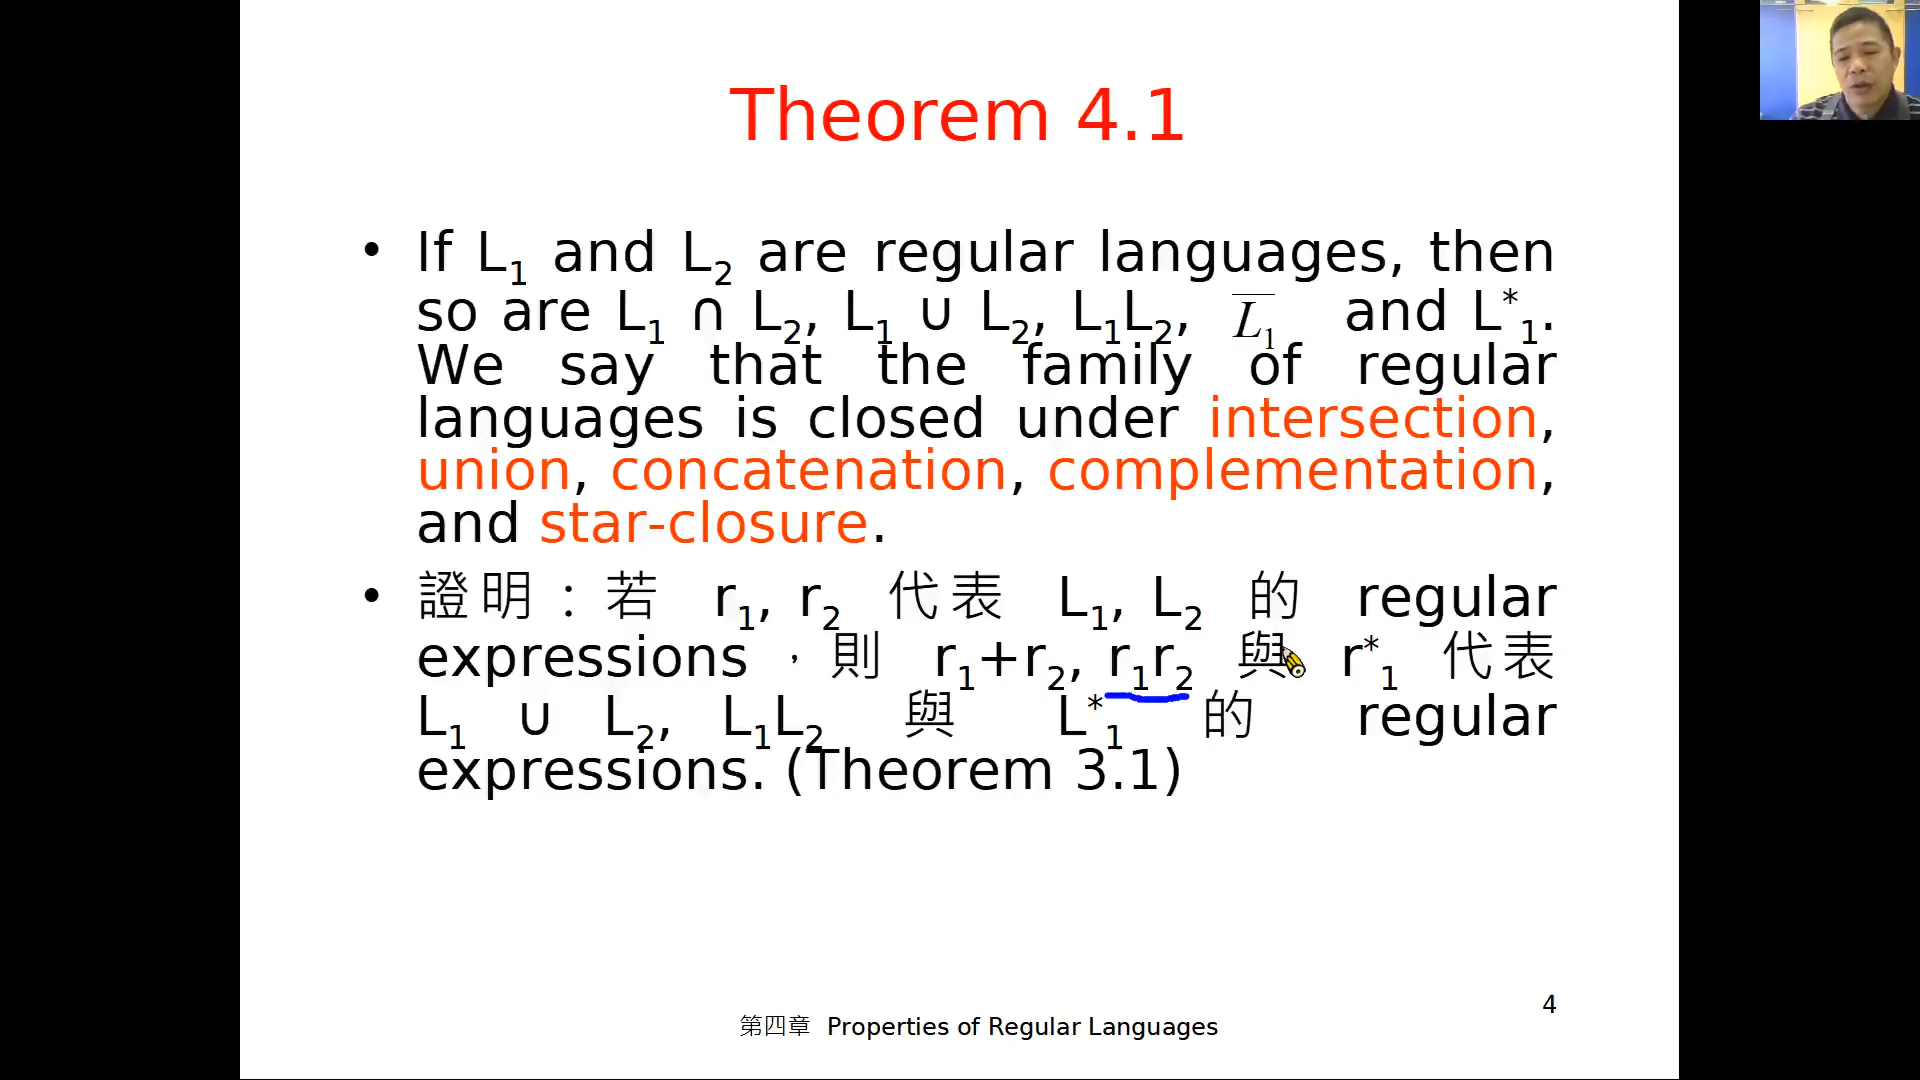 Theorem 4.1
• If L₁ and L₂ are regular languages, then
so are L₁ ∩ L₂, L₁ ∪ L₂, L₁L₂, L̅₁ and L*₁.
We say that the family of regular
languages is closed under intersection,
union, concatenation, complementation,
and star-closure.
• 證明：若 r₁, r₂ 代表 L₁, L₂ 的 regular
expressions，則 r₁+r₂, r₁r₂ 與 r*₁ 代表
L₁ ∪ L₂, L₁L₂ 與 L*₁ 的 regular
expressions. (Theorem 3.1)
4
第四章 Properties of Regular Languages